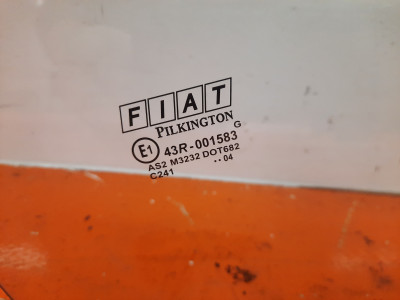 FIAT
PILKINGTON
E1 43R-001583 G
AS2 M3232 DOT682
C241 ··04